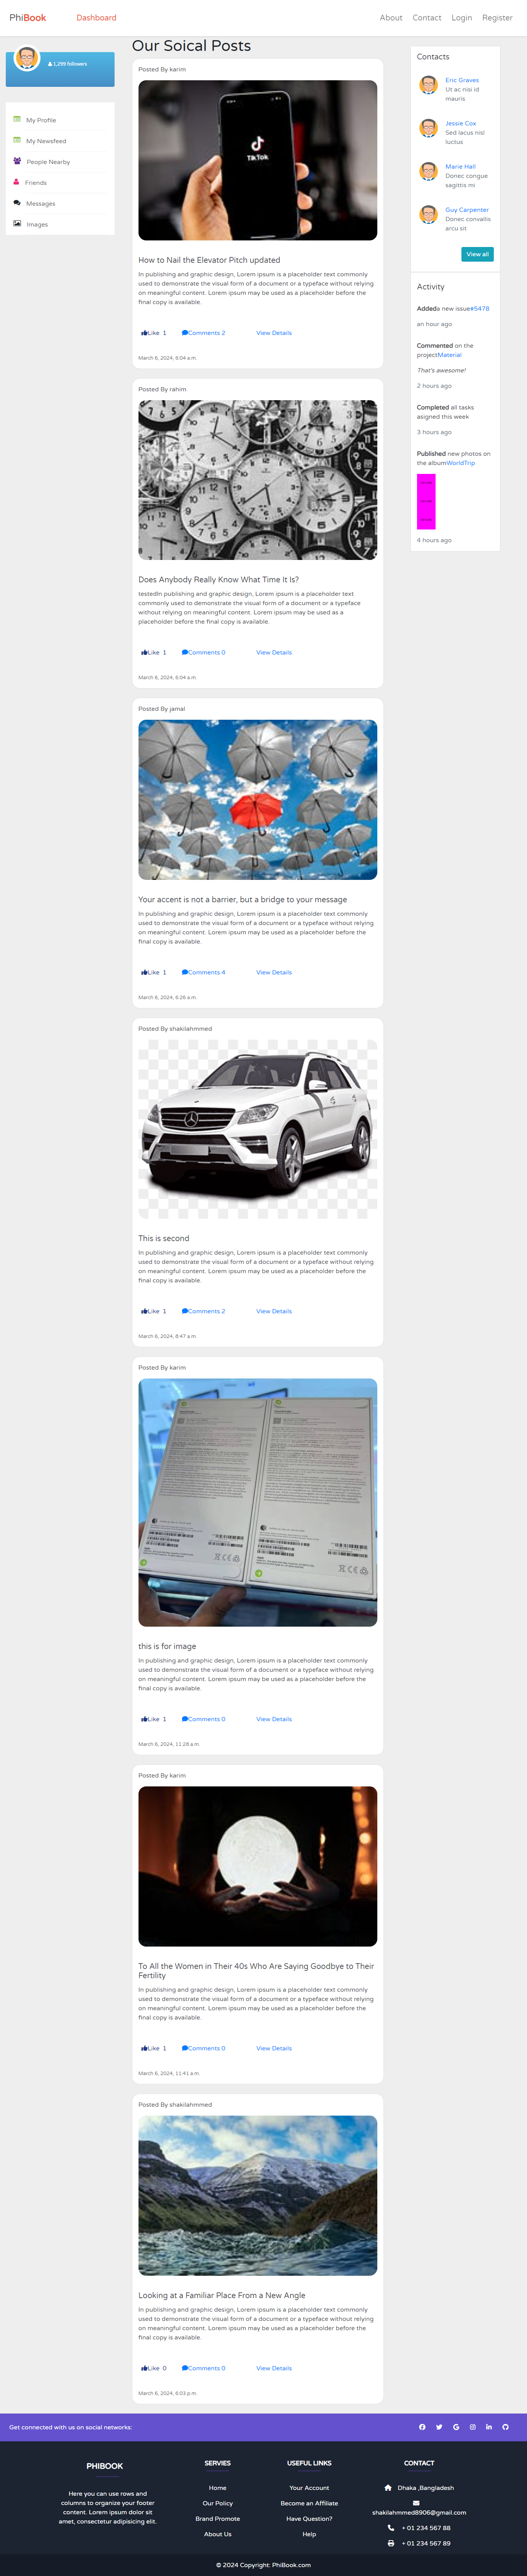 PhiBook
Dashboard
About
Contact
Login
Register
1,299 followers
My Profile
My Newsfeed
People Nearby
Friends
Messages
Images
Our Soical Posts
Posted By karim
TikTok
How to Nail the Elevator Pitch updated
In publishing and graphic design, Lorem ipsum is a placeholder text commonly
used to demonstrate the visual form of a document or a typeface without relying
on meaningful content. Lorem ipsum may be used as a placeholder before the
final copy is available.
Like 1 Comments 2 View Details
March 6, 2024, 6:04 a.m.
Posted By rahim
Does Anybody Really Know What Time It Is?
testedIn publishing and graphic design, Lorem ipsum is a placeholder text
commonly used to demonstrate the visual form of a document or a typeface
without relying on meaningful content. Lorem ipsum may be used as a
placeholder before the final copy is available.
Like 1 Comments 0 View Details
March 6, 2024, 6:04 a.m.
Posted By jamal
Your accent is not a barrier, but a bridge to your message
In publishing and graphic design, Lorem ipsum is a placeholder text commonly
used to demonstrate the visual form of a document or a typeface without relying
on meaningful content. Lorem ipsum may be used as a placeholder before the
final copy is available.
Like 1 Comments 4 View Details
March 6, 2024, 6:26 a.m.
Posted By shakilahmmed
This is second
In publishing and graphic design, Lorem ipsum is a placeholder text commonly
used to demonstrate the visual form of a document or a typeface without relying
on meaningful content. Lorem ipsum may be used as a placeholder before the
final copy is available.
Like 1 Comments 2 View Details
March 6, 2024, 8:47 a.m.
Posted By karim
this is for image
In publishing and graphic design, Lorem ipsum is a placeholder text commonly
used to demonstrate the visual form of a document or a typeface without relying
on meaningful content. Lorem ipsum may be used as a placeholder before the
final copy is available.
Like 1 Comments 0 View Details
March 6, 2024, 11:28 a.m.
Posted By karim
To All the Women in Their 40s Who Are Saying Goodbye to Their
Fertility
In publishing and graphic design, Lorem ipsum is a placeholder text commonly
used to demonstrate the visual form of a document or a typeface without relying
on meaningful content. Lorem ipsum may be used as a placeholder before the
final copy is available.
Like 1 Comments 0 View Details
March 6, 2024, 11:41 a.m.
Posted By shakilahmmed
Looking at a Familiar Place From a New Angle
In publishing and graphic design, Lorem ipsum is a placeholder text commonly
used to demonstrate the visual form of a document or a typeface without relying
on meaningful content. Lorem ipsum may be used as a placeholder before the
final copy is available.
Like 0 Comments 0 View Details
March 6, 2024, 6:03 p.m.
Contacts
Eric Graves
Ut ac nisi id
mauris
Jessie Cox
Sed lacus nisl
luctus
Marie Hall
Donec congue
sagittis mi
Guy Carpenter
Donec convallis
arcu sit
View all
Activity
Addeda new issue#5478
an hour ago
Commented on the
projectMaterial
That's awesome!
2 hours ago
Completed all tasks
asigned this week
3 hours ago
Published new photos on
the albumWorldTrip
4 hours ago
Get connected with us on social networks:
PHIBOOK
Here you can use rows and
columns to organize your footer
content. Lorem ipsum dolor sit
amet, consectetur adipisicing elit.
SERVIES
Home
Our Policy
Brand Promote
About Us
USEFUL LINKS
Your Account
Become an Affiliate
Have Question?
Help
CONTACT
Dhaka ,Bangladesh
shakilahmmed8906@gmail.com
+ 01 234 567 88
+ 01 234 567 89
© 2024 Copyright: PhiBook.com